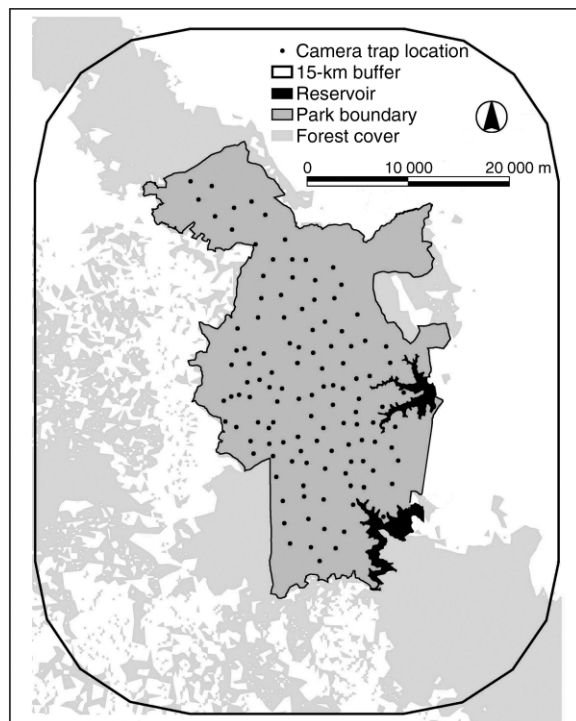 Camera trap location
15-km buffer
Reservoir
Park boundary
Forest cover
0 10 000 20 000 m